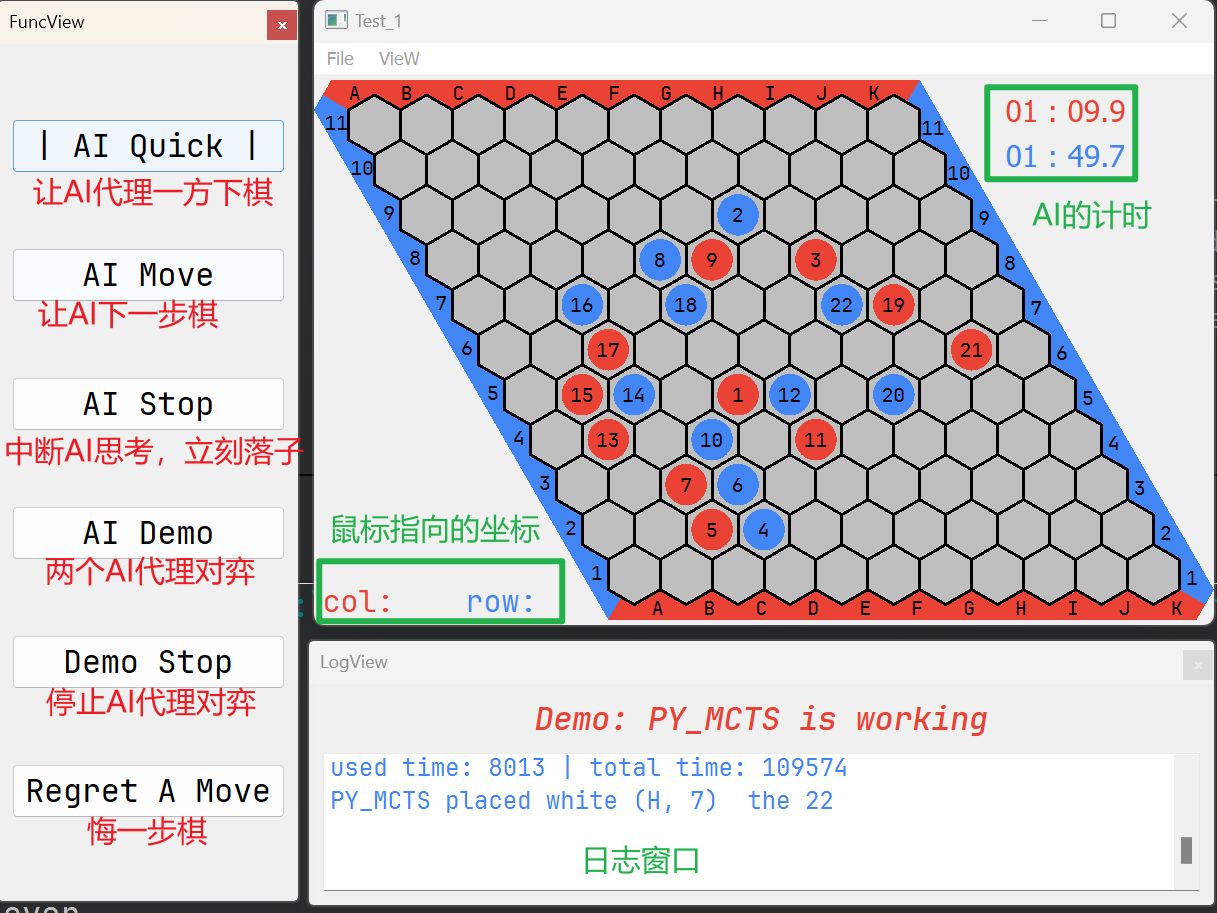 FuncView
| AI Quick |
让AI代理一方下棋
AI Move
让AI下一步棋
AI Stop
中断AI思考，立刻落子
AI Demo
两个AI代理对弈
Demo Stop
停止AI代理对弈
Regret A Move
悔一步棋
Test_1
File VieW
A B C D E F G H I J K
11 11
10 10
9 2 9
8 8 9 3 8
7 16 18 22 19 7
6 17 21 6
5 15 14 1 12 20 5
4 13 10 11 4
3 7 6 3
2 5 4 2
1 1
A B C D E F G H I J K
01 : 09.9
01 : 49.7
AI的计时
鼠标指向的坐标
col: row:
LogView
Demo: PY_MCTS is working
used time: 8013 | total time: 109574
PY_MCTS placed white (H, 7) the 22
日志窗口